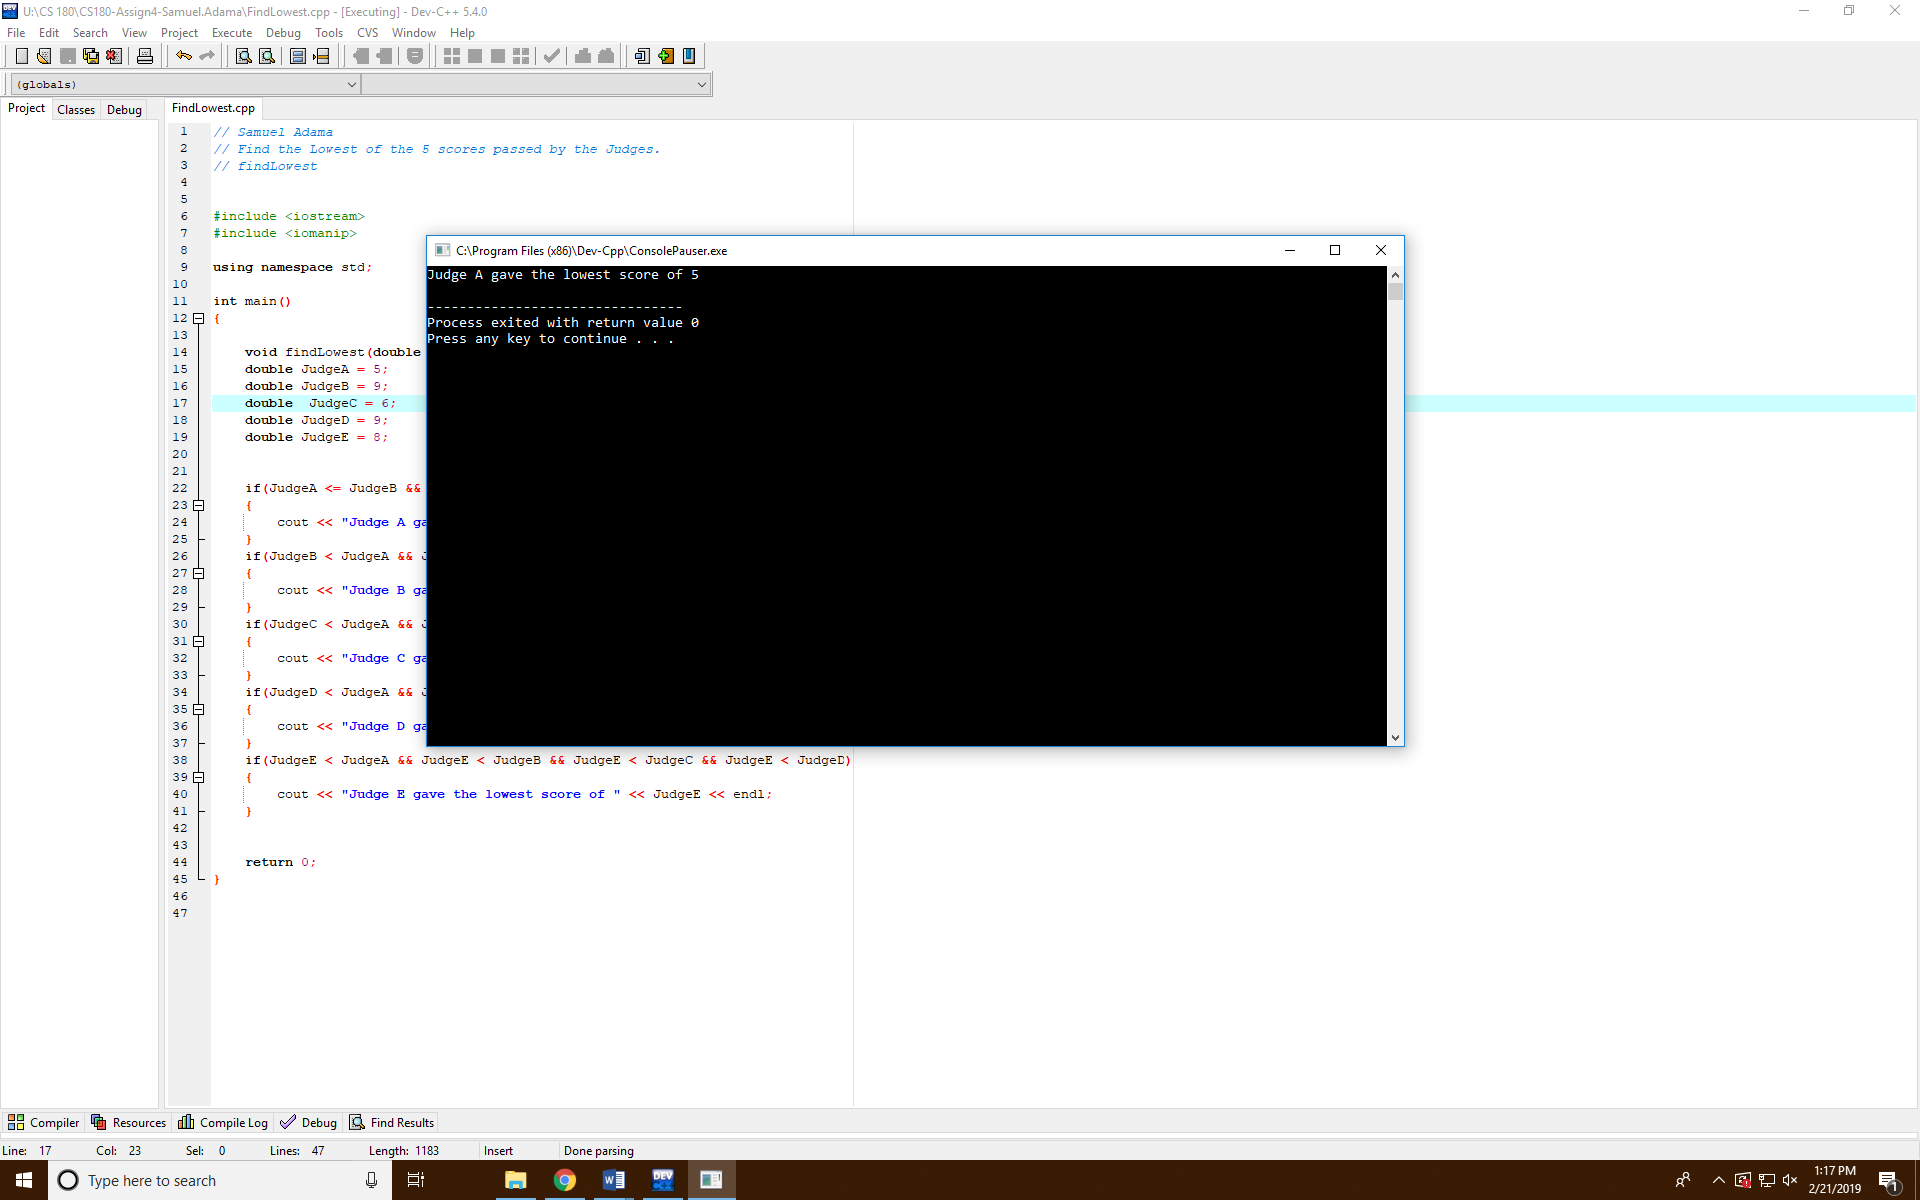 U:\CS 180\CS180-Assign4-Samuel.Adama\FindLowest.cpp - [Executing] - Dev-C++ 5.4.0
File Edit Search View Project Execute Debug Tools CVS Window Help
(globals)
Project Classes Debug
FindLowest.cpp
1 // Samuel Adama
2 // Find the Lowest of the 5 scores passed by the Judges.
3 // findLowest
4
5
6 #include <iostream>
7 #include <iomanip>
8
9 using namespace std;
10
11 int main()
12 {
13
14 void findLowest(double
15 double JudgeA = 5;
16 double JudgeB = 9;
17 double  JudgeC = 6;
18 double JudgeD = 9;
19 double JudgeE = 8;
20
21
22 if(JudgeA <= JudgeB &&
23 {
24 cout << "Judge A ga
25 }
26 if(JudgeB < JudgeA && J
27 {
28 cout << "Judge B ga
29 }
30 if(JudgeC < JudgeA && J
31 {
32 cout << "Judge C ga
33 }
34 if(JudgeD < JudgeA && J
35 {
36 cout << "Judge D ga
37 }
38 if(JudgeE < JudgeA && JudgeE < JudgeB && JudgeE < JudgeC && JudgeE < JudgeD)
39 {
40 cout << "Judge E gave the lowest score of " << JudgeE << endl;
41 }
42
43
44 return 0;
45 }
46
47
C:\Program Files (x86)\Dev-Cpp\ConsolePauser.exe
Judge A gave the lowest score of 5
--------------------------------
Process exited with return value 0
Press any key to continue . . .
Compiler Resources Compile Log Debug Find Results
Line: 17 Col: 23 Sel: 0 Lines: 47 Length: 1183 Insert Done parsing
Type here to search
DEV
1:17 PM
2/21/2019
1